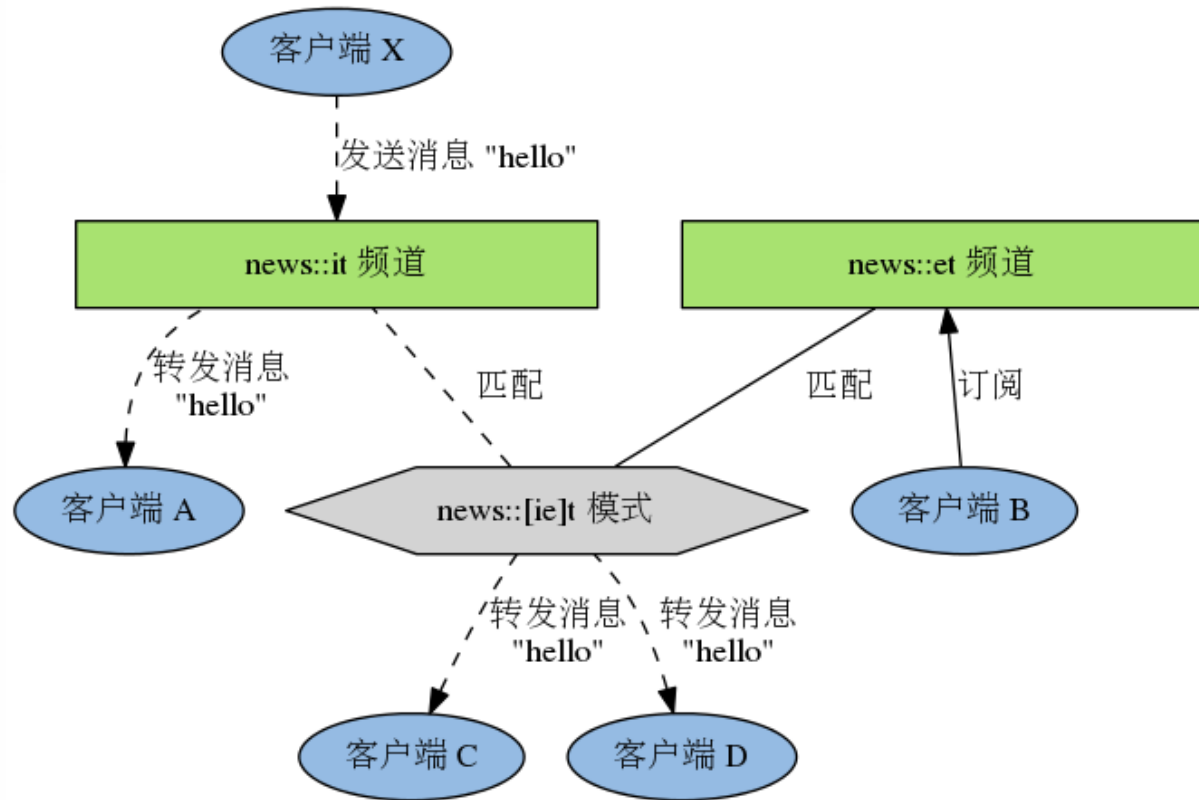 客户端 X
发送消息 "hello"
news::it 频道
news::et 频道
转发消息
"hello"
匹配
匹配
订阅
客户端 A
news::[ie]t 模式
客户端 B
转发消息
"hello"
转发消息
"hello"
客户端 C
客户端 D